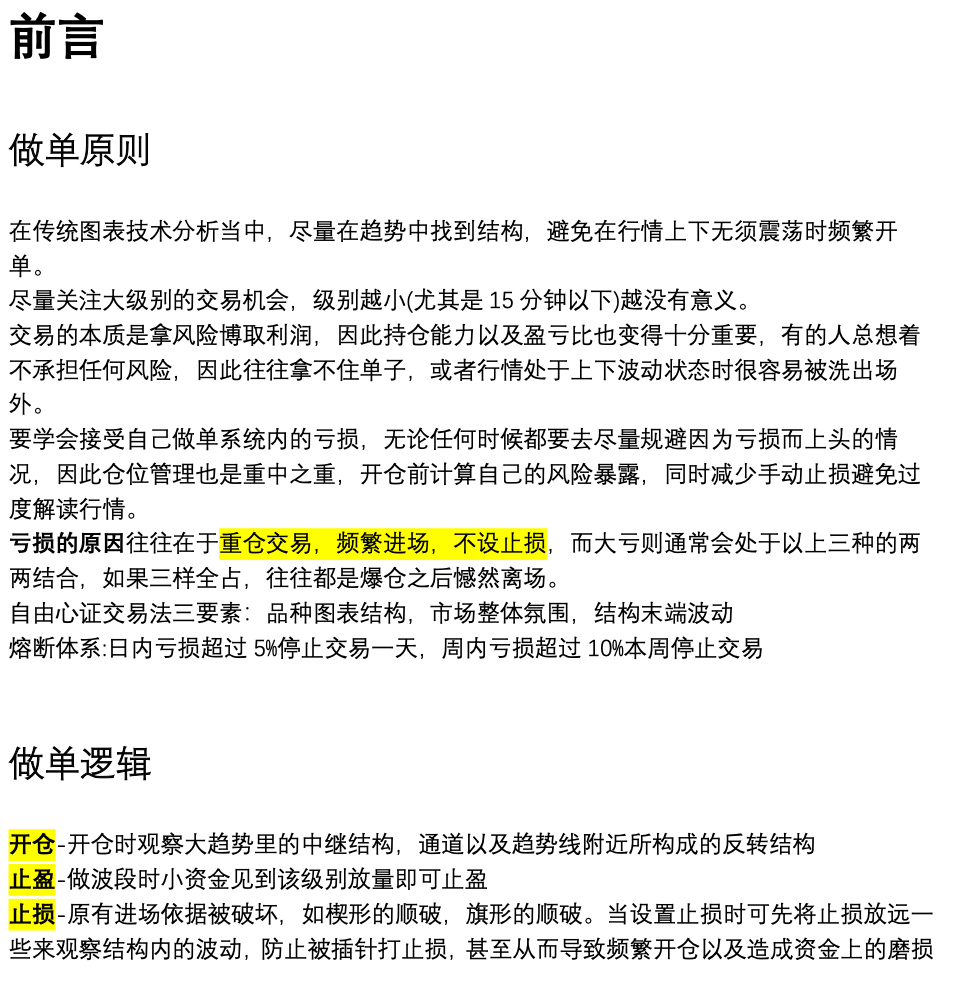 前言
做单原则
在传统图表技术分析当中，尽量在趋势中找到结构，避免在行情上下无须震荡时频繁开
单。
尽量关注大级别的交易机会，级别越小(尤其是 15 分钟以下)越没有意义。
交易的本质是拿风险博取利润，因此持仓能力以及盈亏比也变得十分重要，有的人总想着
不承担任何风险，因此往往拿不住单子，或者行情处于上下波动状态时很容易被洗出场
外。
要学会接受自己做单系统内的亏损，无论任何时候都要去尽量规避因为亏损而上头的情
况，因此仓位管理也是重中之重，开仓前计算自己的风险暴露，同时减少手动止损避免过
度解读行情。
亏损的原因往往在于重仓交易，频繁进场，不设止损，而大亏则通常会处于以上三种的两
两结合，如果三样全占，往往都是爆仓之后憾然离场。
自由心证交易法三要素：品种图表结构，市场整体氛围，结构末端波动
熔断体系:日内亏损超过 5%停止交易一天，周内亏损超过 10%本周停止交易
做单逻辑
开仓-开仓时观察大趋势里的中继结构，通道以及趋势线附近所构成的反转结构
止盈-做波段时小资金见到该级别放量即可止盈
止损-原有进场依据被破坏，如楔形的顺破，旗形的顺破。当设置止损时可先将止损放远一
些来观察结构内的波动，防止被插针打止损，甚至从而导致频繁开仓以及造成资金上的磨损